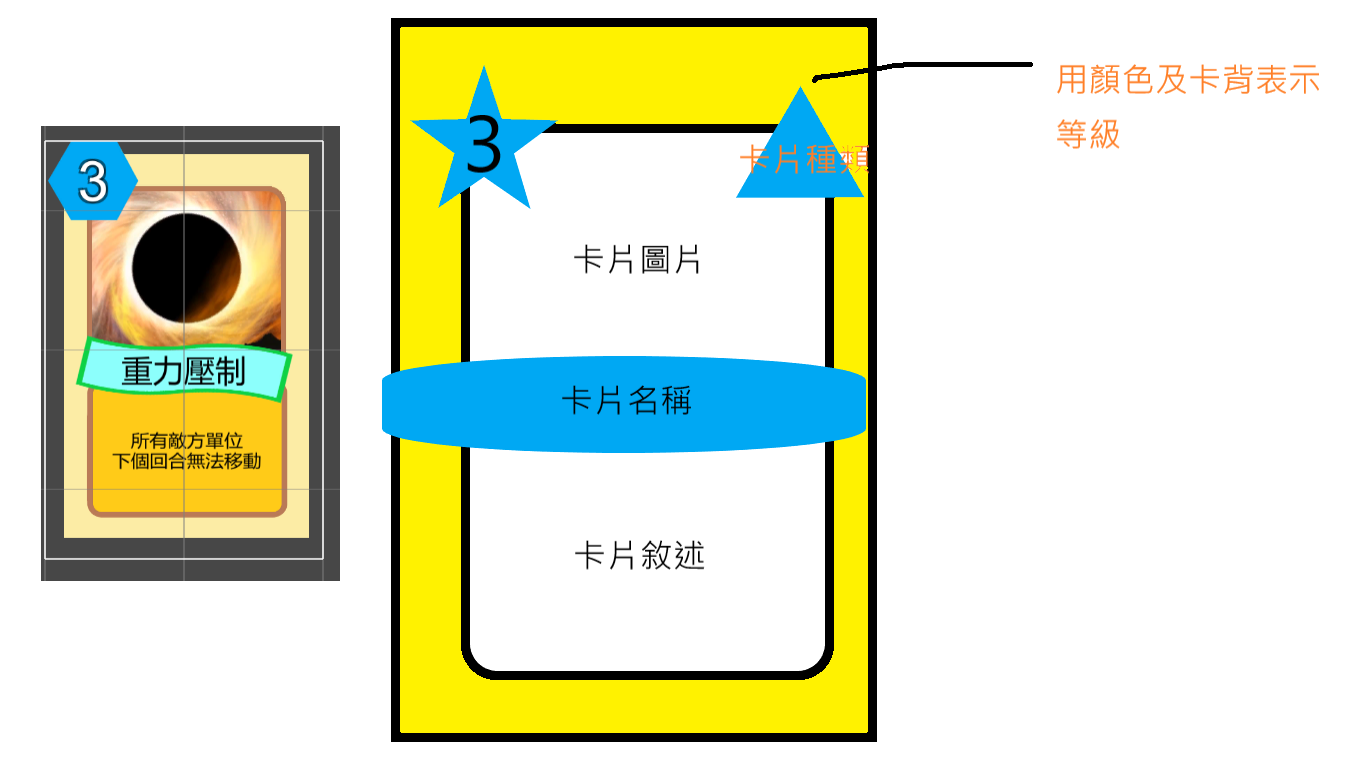 3
重力壓制
所有敵方單位
下個回合無法移動
3
卡片種類
卡片圖片
卡片名稱
卡片敘述
用顏色及卡背表示
等級